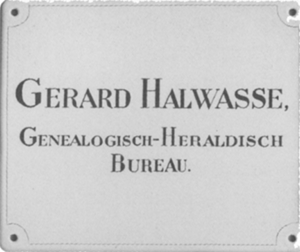 GERARD HALWASSE,
GENEALOGISCH-HERALDISCH
BUREAU.